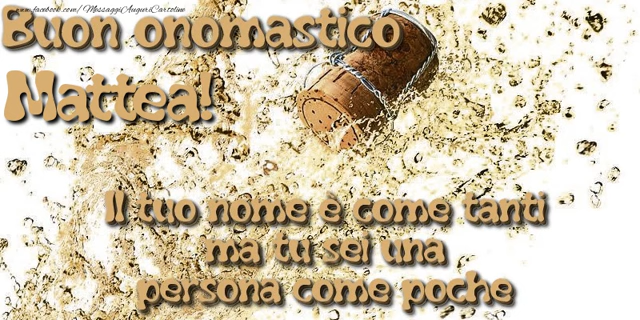 www.facebook.com/MessaggiAuguriCartoline
Buon onomastico
Mattea!
Il tuo nome è come tanti
ma tu sei una
persona come poche